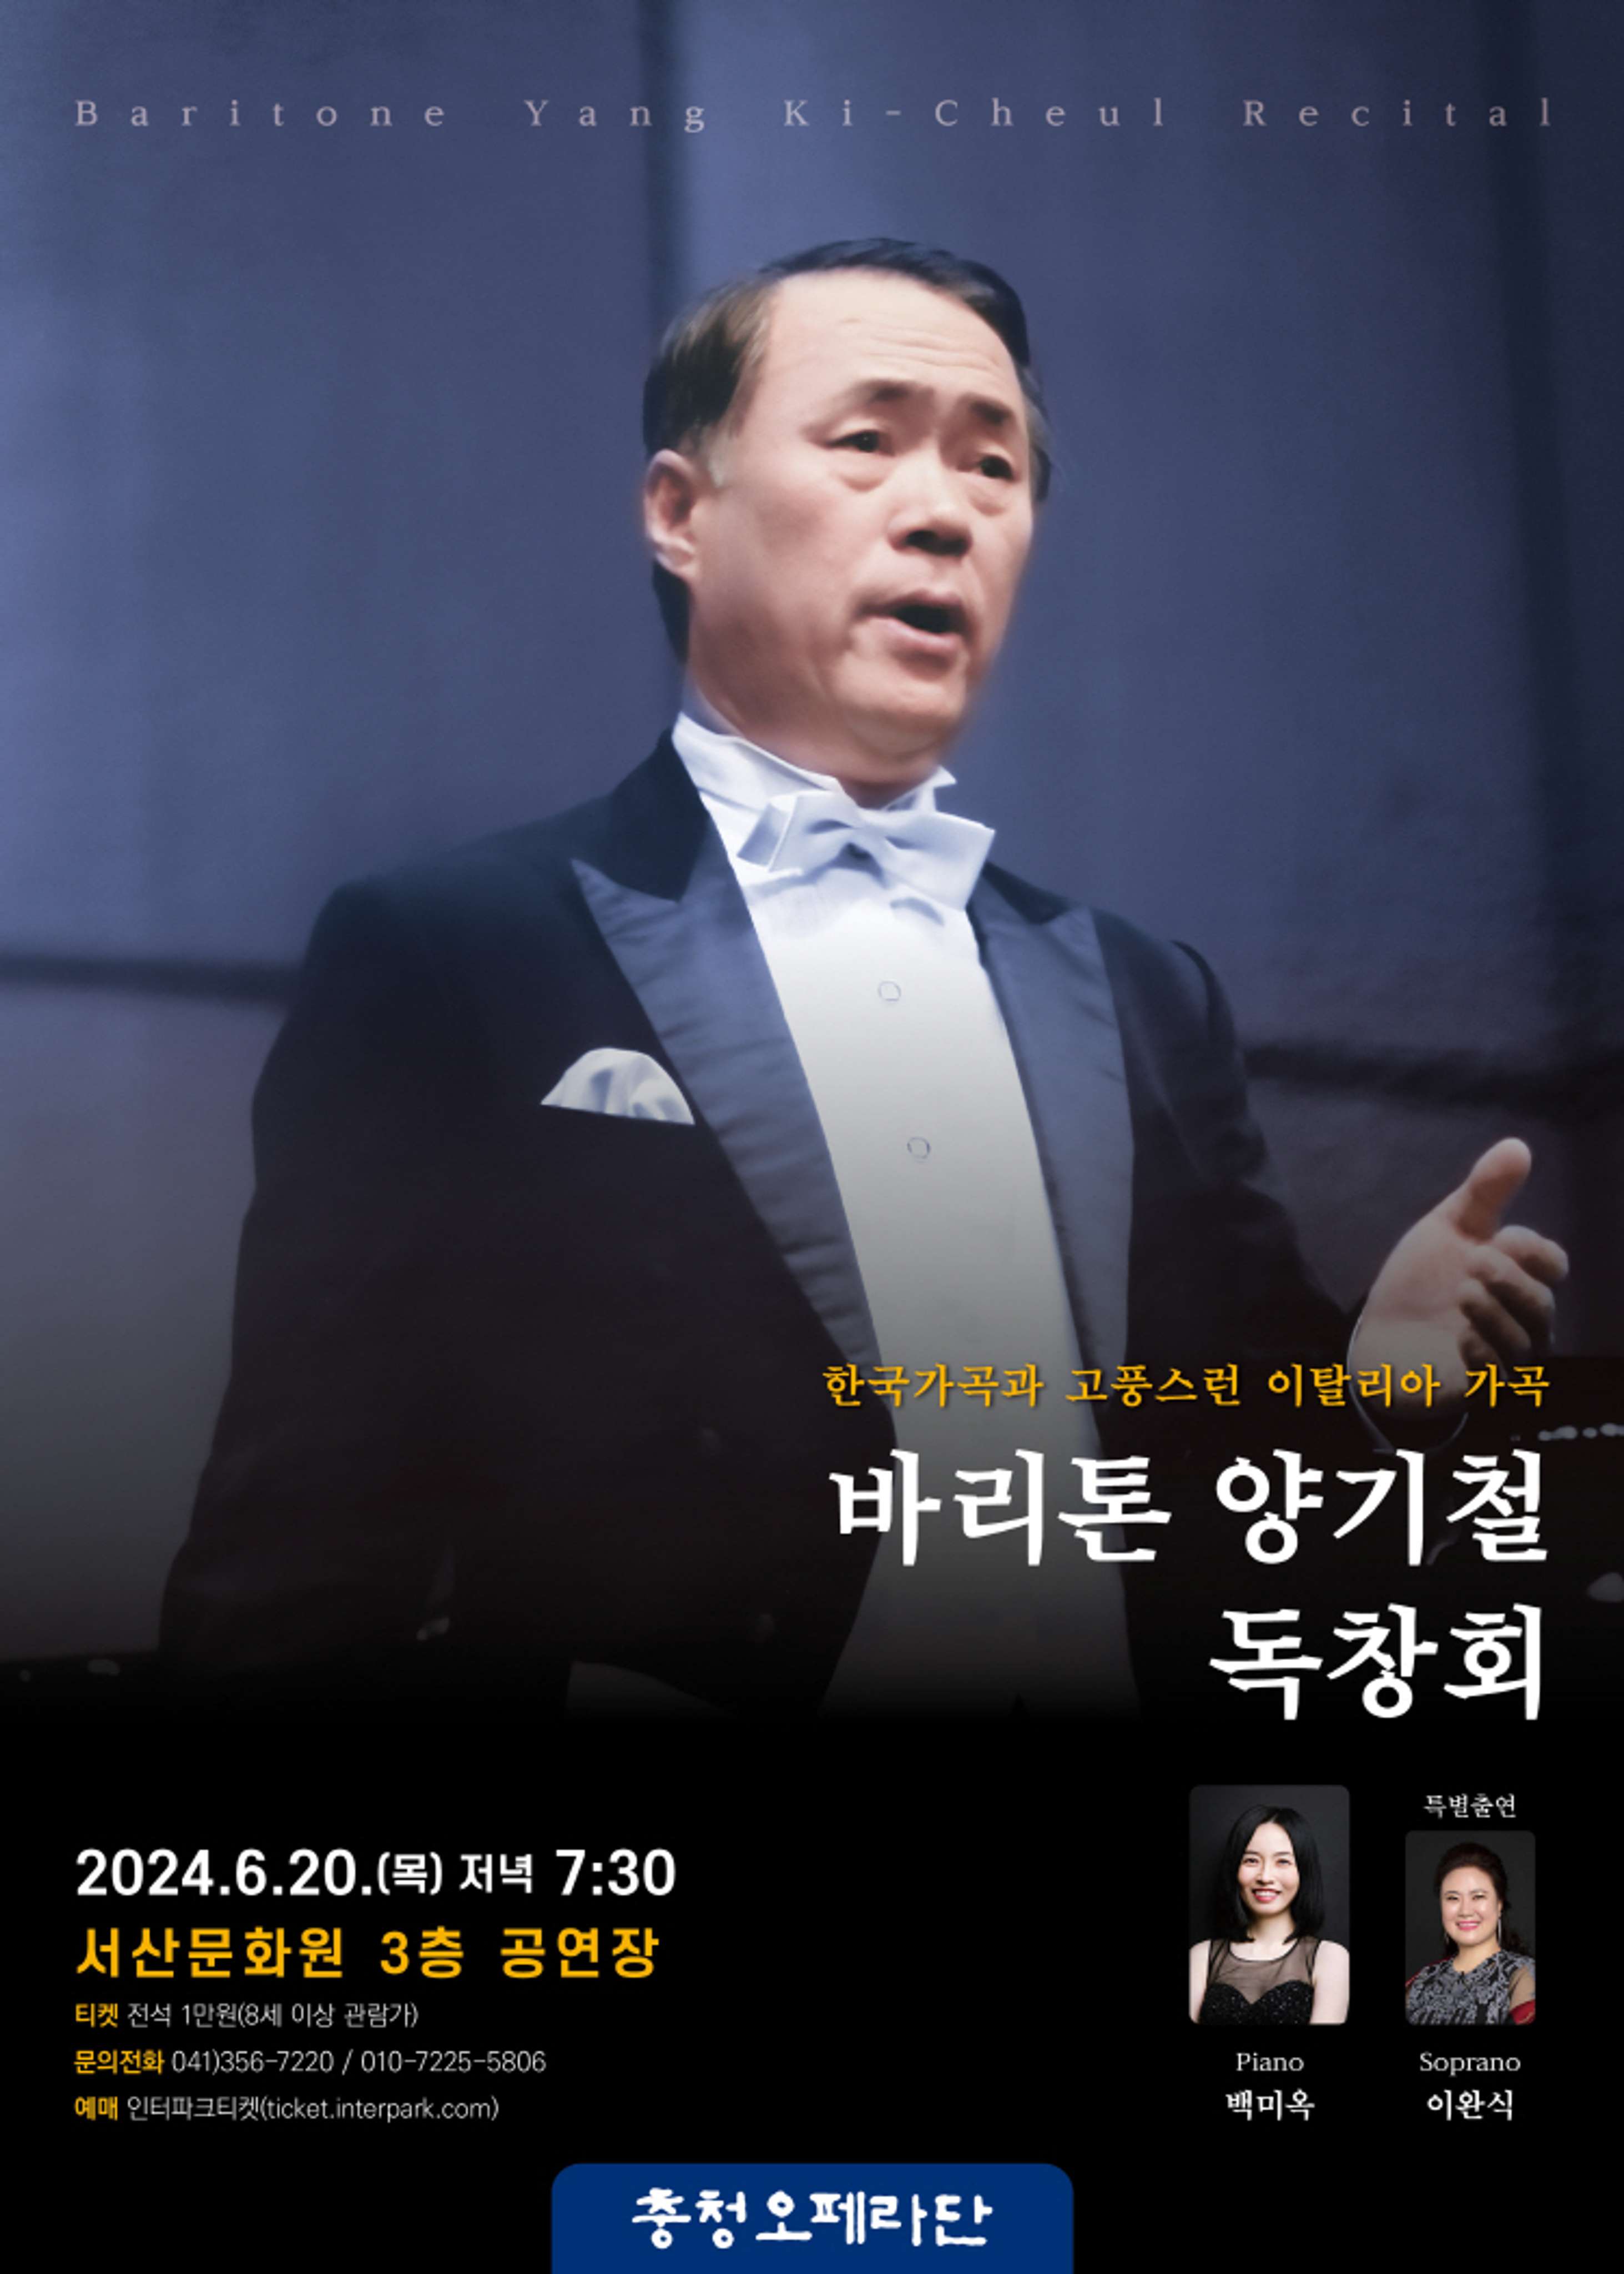 Baritone Yang Ki-Cheul Recital
한국가곡과 고풍스런 이탈리아 가곡
바리톤 양기철
독창회
2024.6.20.(목) 저녁 7:30
서산문화원 3층 공연장
티켓 전석 1만원(8세 이상 관람가)
문의전화 041)356-7220 / 010-7225-5806
예매 인터파크티켓(ticket.interpark.com)
Piano
백미옥
특별출연
Soprano
이완식
충청오페라단